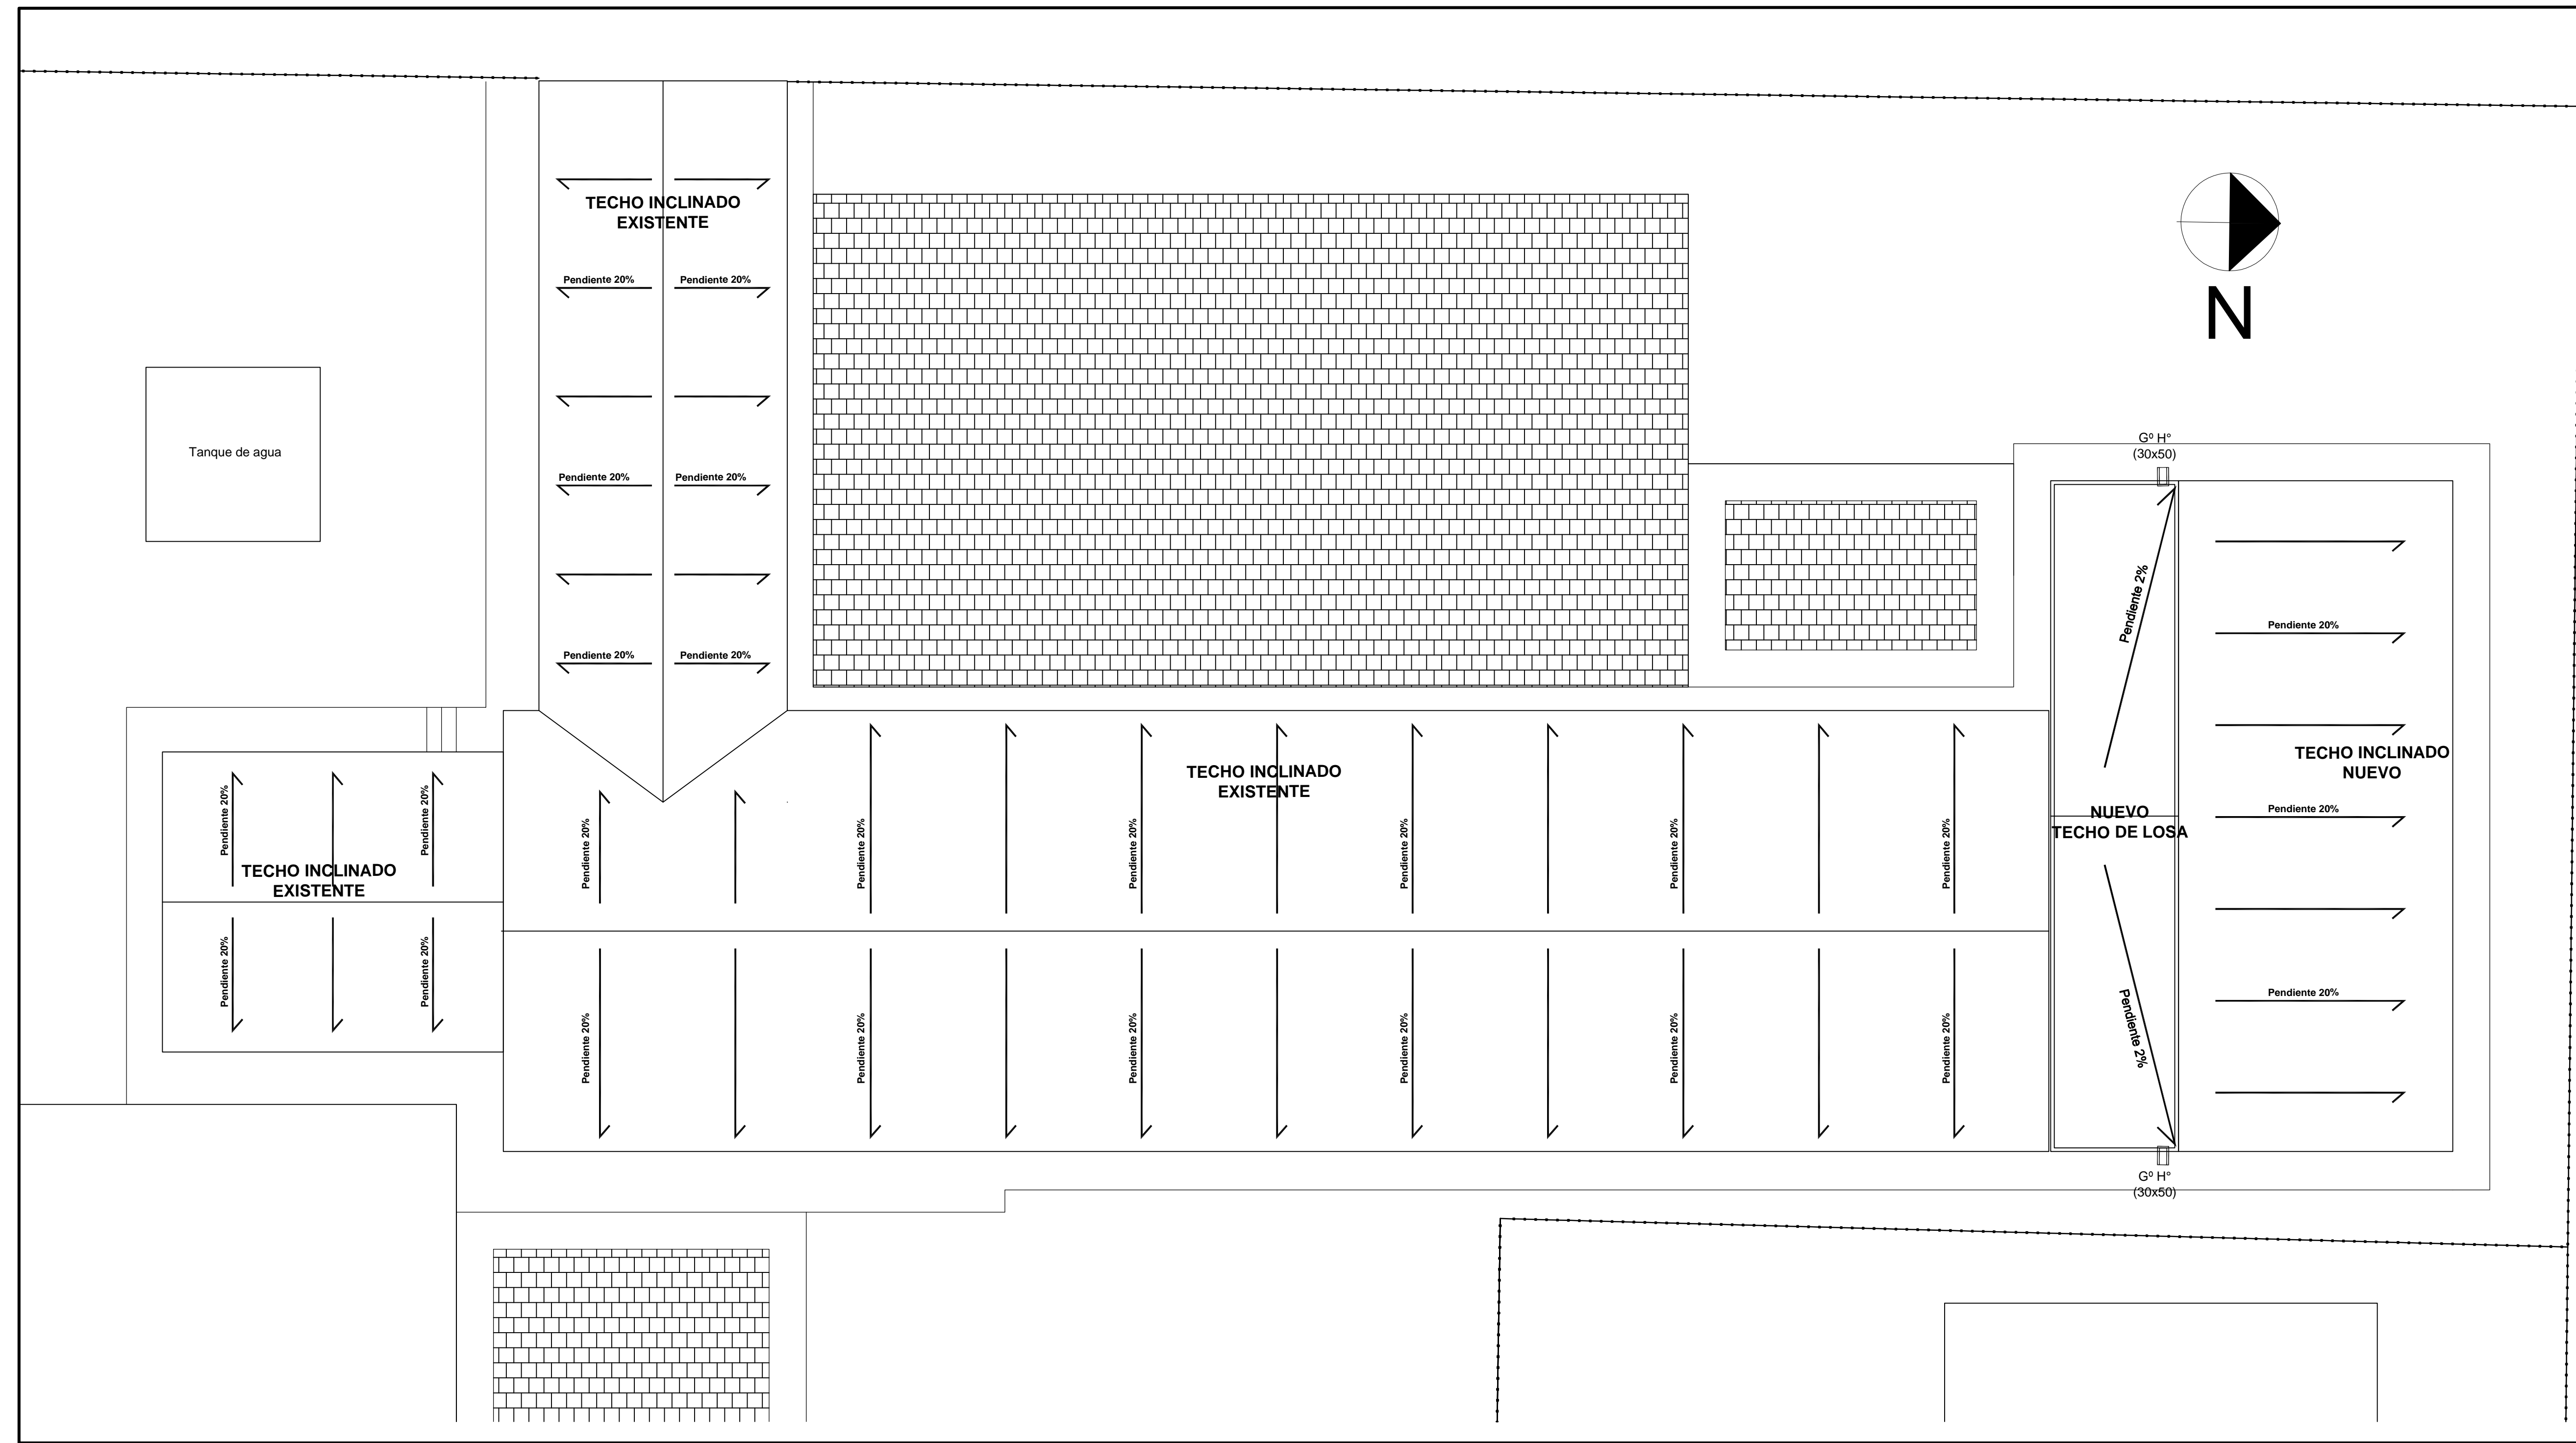 TECHO INCLINADO
EXISTENTE
Pendiente 20%
Pendiente 20%
Pendiente 20%
Pendiente 20%
Pendiente 20%
Pendiente 20%
N
Tanque de agua
Gº Hº
(30x50)
Pendiente 2%
Pendiente 20%
TECHO INCLINADO
NUEVO
Pendiente 20%
Pendiente 20%
NUEVO
TECHO DE LOSA
Pendiente 2%
Gº Hº
(30x50)
TECHO INCLINADO
EXISTENTE
Pendiente 20%
Pendiente 20%
Pendiente 20%
Pendiente 20%
Pendiente 20%
Pendiente 20%
Pendiente 20%
Pendiente 20%
TECHO INCLINADO
EXISTENTE
Pendiente 20%
Pendiente 20%
Pendiente 20%
Pendiente 20%
Pendiente 20%
Pendiente 20%
Pendiente 20%
Pendiente 20%